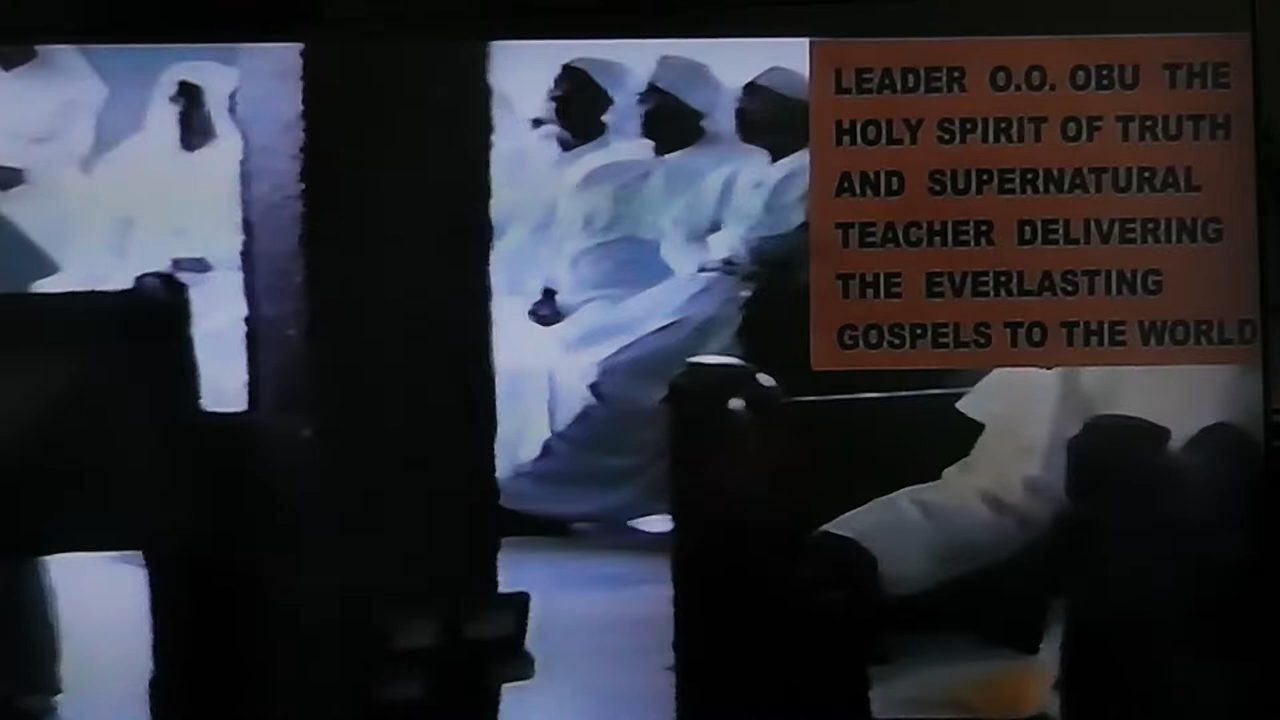 LEADER O.O. OBU THE
HOLY SPIRIT OF TRUTH
AND SUPERNATURAL
TEACHER DELIVERING
THE EVERLASTING
GOSPELS TO THE WORLD